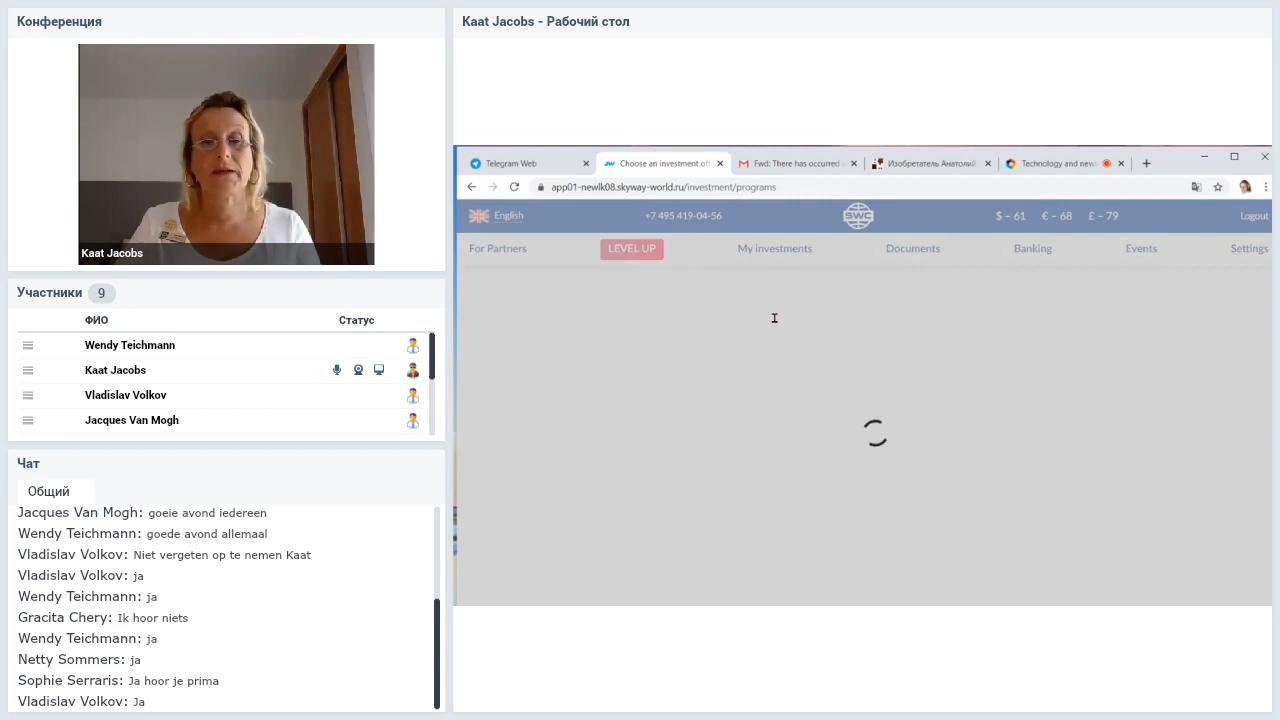 Конференция
Kaat Jacobs
Участники 9
ФИО Статус
Wendy Teichmann
Kaat Jacobs
Vladislav Volkov
Jacques Van Mogh
Чат
Общий
Jacques Van Mogh: goeie avond iedereen
Wendy Teichmann: goede avond allemaal
Vladislav Volkov: Niet vergeten op te nemen Kaat
Vladislav Volkov: ja
Wendy Teichmann: ja
Gracita Chery: Ik hoor niets
Wendy Teichmann: ja
Netty Sommers: ja
Sophie Serraris: Ja hoor je prima
Vladislav Volkov: Ja
Kaat Jacobs - Рабочий стол
Telegram Web Choose an investment off Fwd: There has occurred Изобретатель Анатолий Technology and new
app01-newlk08.skyway-world.ru/investment/programs
English +7 495 419-04-56 SWC $ – 61 € – 68 £ – 79 Logout
For Partners LEVEL UP My investments Documents Banking Events Settings